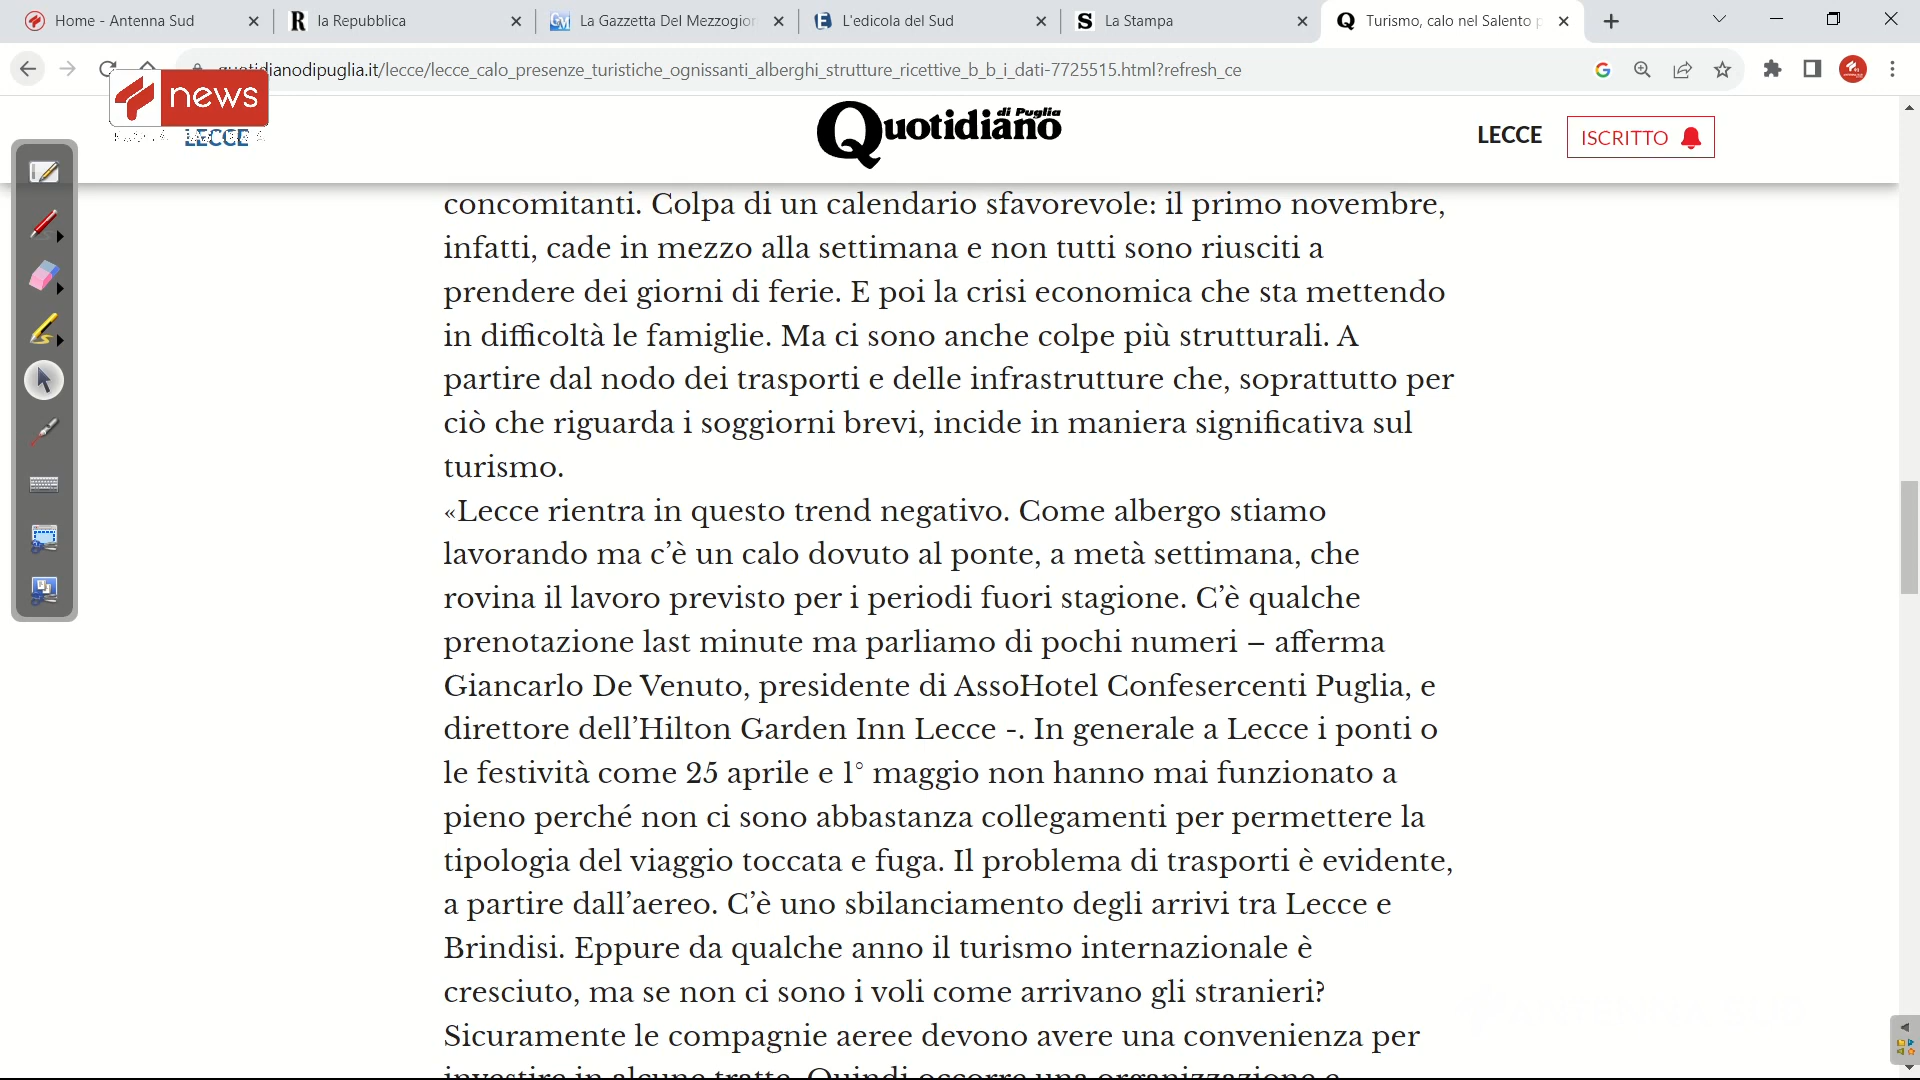 Home - Antenna Sud
la Repubblica
La Gazzetta Del Mezzogior
L'edicola del Sud
La Stampa
Turismo, calo nel Salento p
quotidianodipuglia.it/lecce/lecce_calo_presenze_turistiche_ognissanti_alberghi_strutture_ricettive_b_b_i_dati-7725515.html?refresh_ce
news
LECCE
Quotidiano
di Puglia
LECCE
ISCRITTO
concomitanti. Colpa di un calendario sfavorevole: il primo novembre,
infatti, cade in mezzo alla settimana e non tutti sono riusciti a
prendere dei giorni di ferie. E poi la crisi economica che sta mettendo
in difficoltà le famiglie. Ma ci sono anche colpe più strutturali. A
partire dal nodo dei trasporti e delle infrastrutture che, soprattutto per
ciò che riguarda i soggiorni brevi, incide in maniera significativa sul
turismo.
«Lecce rientra in questo trend negativo. Come albergo stiamo
lavorando ma c’è un calo dovuto al ponte, a metà settimana, che
rovina il lavoro previsto per i periodi fuori stagione. C’è qualche
prenotazione last minute ma parliamo di pochi numeri – afferma
Giancarlo De Venuto, presidente di AssoHotel Confesercenti Puglia, e
direttore dell’Hilton Garden Inn Lecce -. In generale a Lecce i ponti o
le festività come 25 aprile e 1° maggio non hanno mai funzionato a
pieno perché non ci sono abbastanza collegamenti per permettere la
tipologia del viaggio toccata e fuga. Il problema di trasporti è evidente,
a partire dall’aereo. C’è uno sbilanciamento degli arrivi tra Lecce e
Brindisi. Eppure da qualche anno il turismo internazionale è
cresciuto, ma se non ci sono i voli come arrivano gli stranieri?
Sicuramente le compagnie aeree devono avere una convenienza per
investire in alcune tratte. Quindi occorre una organizzazione e